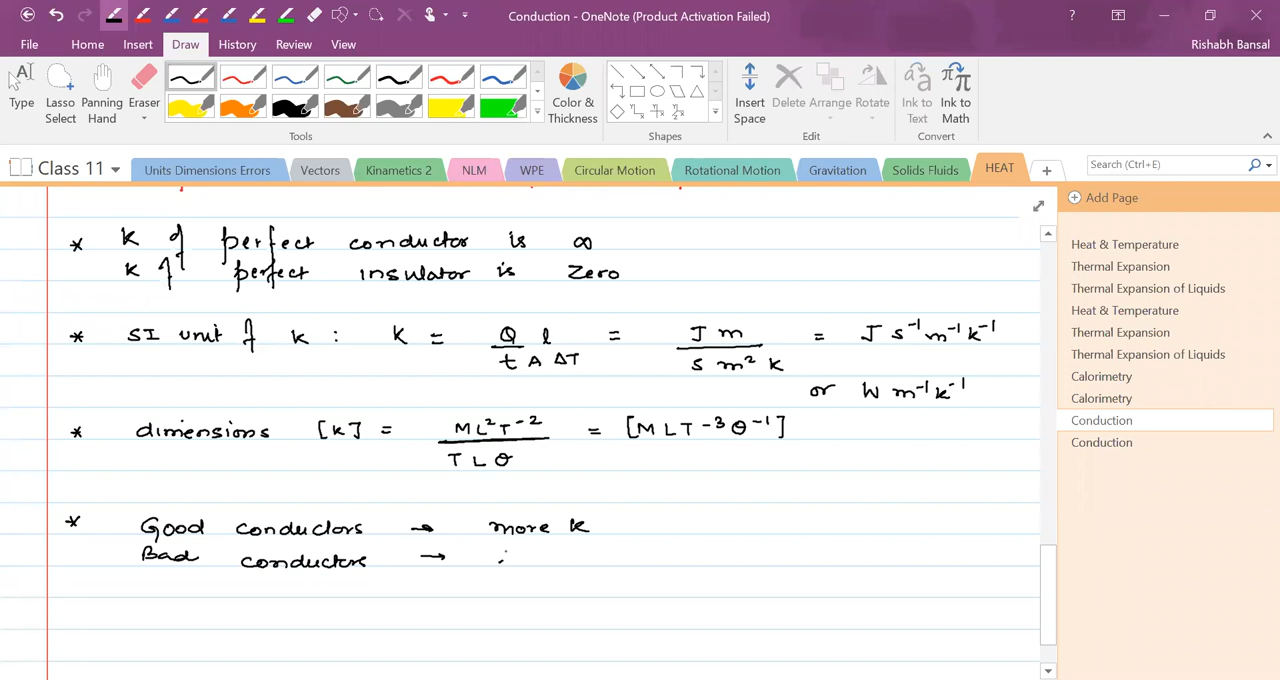 Conduction - OneNote (Product Activation Failed)
?
File Home Insert Draw History Review View
Rishabh Bansal
Type Lasso Select Panning Hand Eraser Color & Thickness Insert Space Delete Arrange Rotate Ink to Text Ink to Math
Tools Shapes Edit Convert
Class 11 Units Dimensions Errors Vectors Kinametics 2 NLM WPE Circular Motion Rotational Motion Gravitation Solids Fluids HEAT + Search (Ctrl+E)
Add Page
Heat & Temperature
Thermal Expansion
Thermal Expansion of Liquids
Heat & Temperature
Thermal Expansion
Thermal Expansion of Liquids
Calorimetry
Calorimetry
Conduction
Conduction
* K of perfect conductor is ∞
K of perfect insulator is Zero
* SI unit of K : K = Q l / t A ΔT = J m / s m² K = J s⁻¹ m⁻¹ K⁻¹
or W m⁻¹ K⁻¹
* dimensions [K] = ML²T⁻² / T L θ = [M L T⁻³ θ⁻¹]
* Good conductors → more K
Bad conductors →